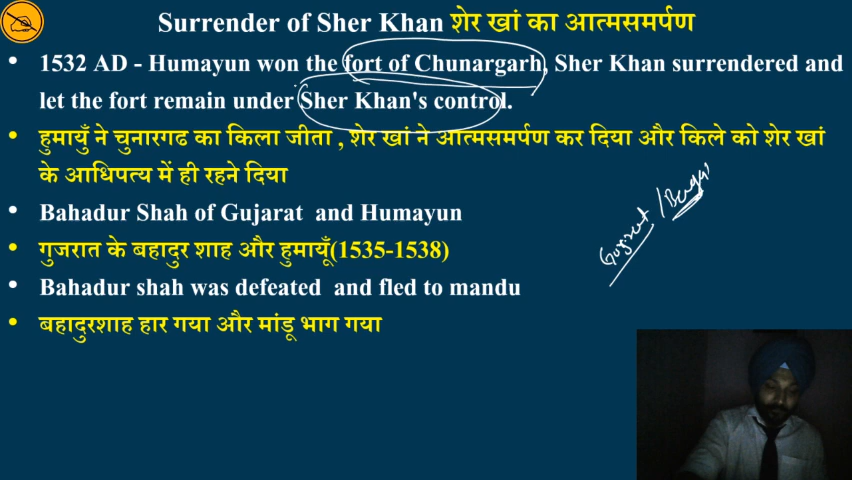 Surrender of Sher Khan शेर खां का आत्मसमर्पण
• 1532 AD - Humayun won the fort of Chunargarh, Sher Khan surrendered and
let the fort remain under Sher Khan's control.
• हुमायुँ ने चुनारगढ का किला जीता , शेर खां ने आत्मसमर्पण कर दिया और किले को शेर खां
के आधिपत्य में ही रहने दिया
• Bahadur Shah of Gujarat and Humayun
• गुजरात के बहादुर शाह और हुमायूँ(1535-1538)
• Bahadur shah was defeated and fled to mandu
• बहादुरशाह हार गया और मांडू भाग गया
Gujrat /